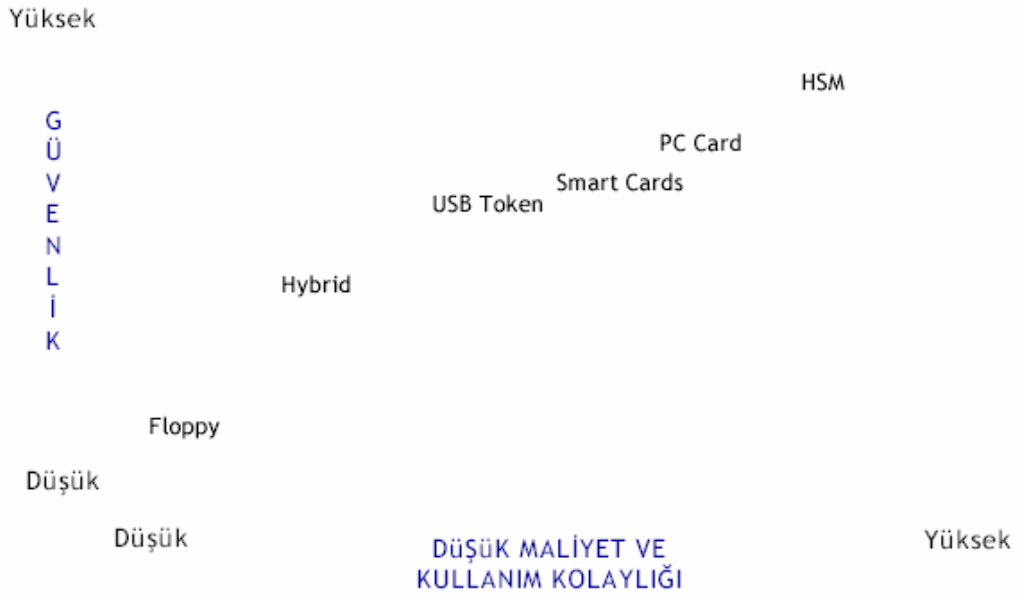 Yüksek
HSM
G
Ü
V
E
N
L
İ
K
PC Card
Smart Cards
USB Token
Hybrid
Floppy
Düşük
Düşük
Yüksek
DüŞüK MALİYET VE
KULLANIM KOLAYLIĞI